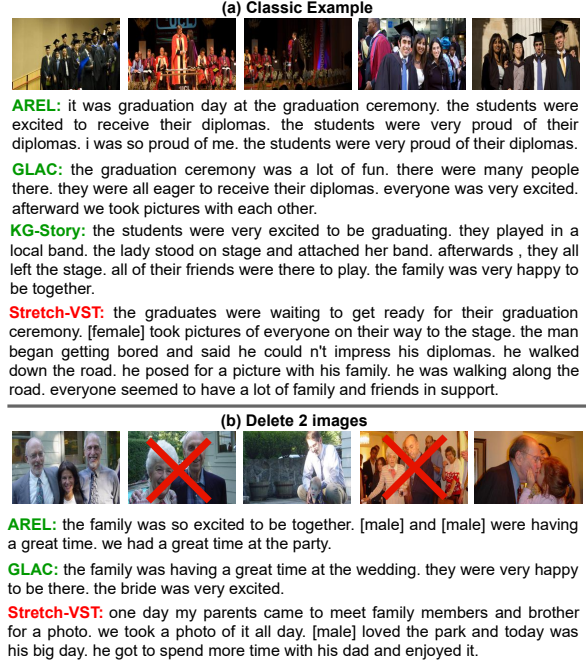 (a) Classic Example
AREL: it was graduation day at the graduation ceremony. the students were
excited to receive their diplomas. the students were very proud of their
diplomas. i was so proud of me. the students were very proud of their diplomas.
GLAC: the graduation ceremony was a lot of fun. there were many people
there. they were all eager to receive their diplomas. everyone was very excited.
afterward we took pictures with each other.
KG-Story: the students were very excited to be graduating. they played in a
local band. the lady stood on stage and attached her band. afterwards , they all
left the stage. all of their friends were there to play. the family was very happy to
be together.
Stretch-VST: the graduates were waiting to get ready for their graduation
ceremony. [female] took pictures of everyone on their way to the stage. the man
began getting bored and said he could n't impress his diplomas. he walked
down the road. he posed for a picture with his family. he was walking along the
road. everyone seemed to have a lot of family and friends in support.
(b) Delete 2 images
AREL: the family was so excited to be together. [male] and [male] were having
a great time. we had a great time at the party.
GLAC: the family was having a great time at the wedding. they were very happy
to be there. the bride was very excited.
Stretch-VST: one day my parents came to meet family members and brother
for a photo. we took a photo of it all day. [male] loved the park and today was
his big day. he got to spend more time with his dad and enjoyed it.